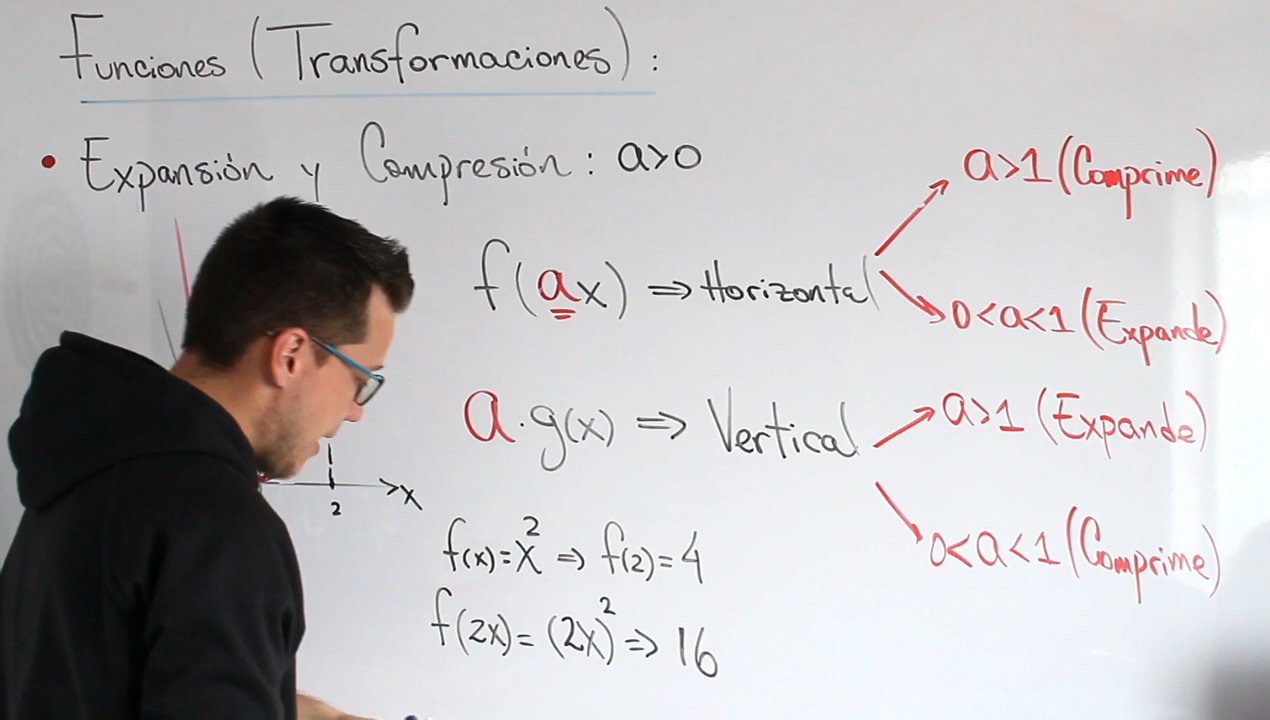 Funciones (Transformaciones):
• Expansión y Compresión: a>0
f(ax) ⇒ Horizontal
a>1 (Comprime)
0<a<1 (Expande)
a·g(x) ⇒ Vertical
a>1 (Expande)
0<a<1 (Comprime)
x
2
f(x)=x² ⇒ f(2)=4
f(2x)=(2x)² ⇒ 16